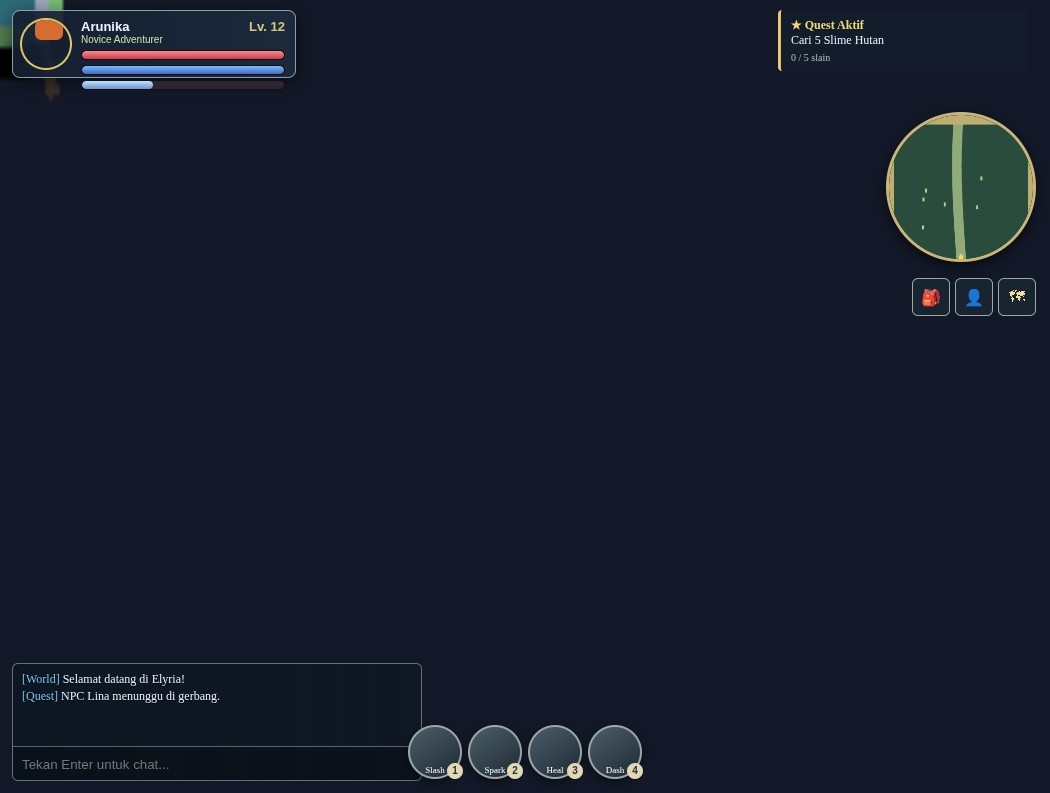 Arunika
Lv. 12
Novice Adventurer
★ Quest Aktif
Cari 5 Slime Hutan
0 / 5 slain
[World] Selamat datang di Elyria!
[Quest] NPC Lina menunggu di gerbang.
Tekan Enter untuk chat...
Slash 1
Spark 2
Heal 3
Dash 4